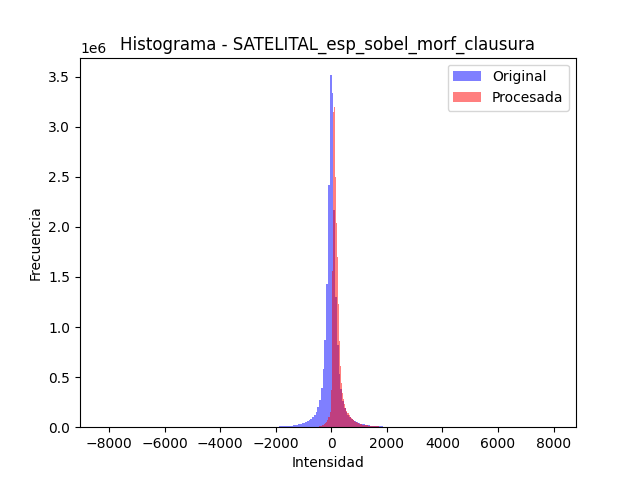 Histograma - SATELITAL_esp_sobel_morf_clausura
1e6
Original
Procesada
3.5
3.0
2.5
2.0
1.5
1.0
0.5
0.0
Frecuencia
−8000 −6000 −4000 −2000 0 2000 4000 6000 8000
Intensidad